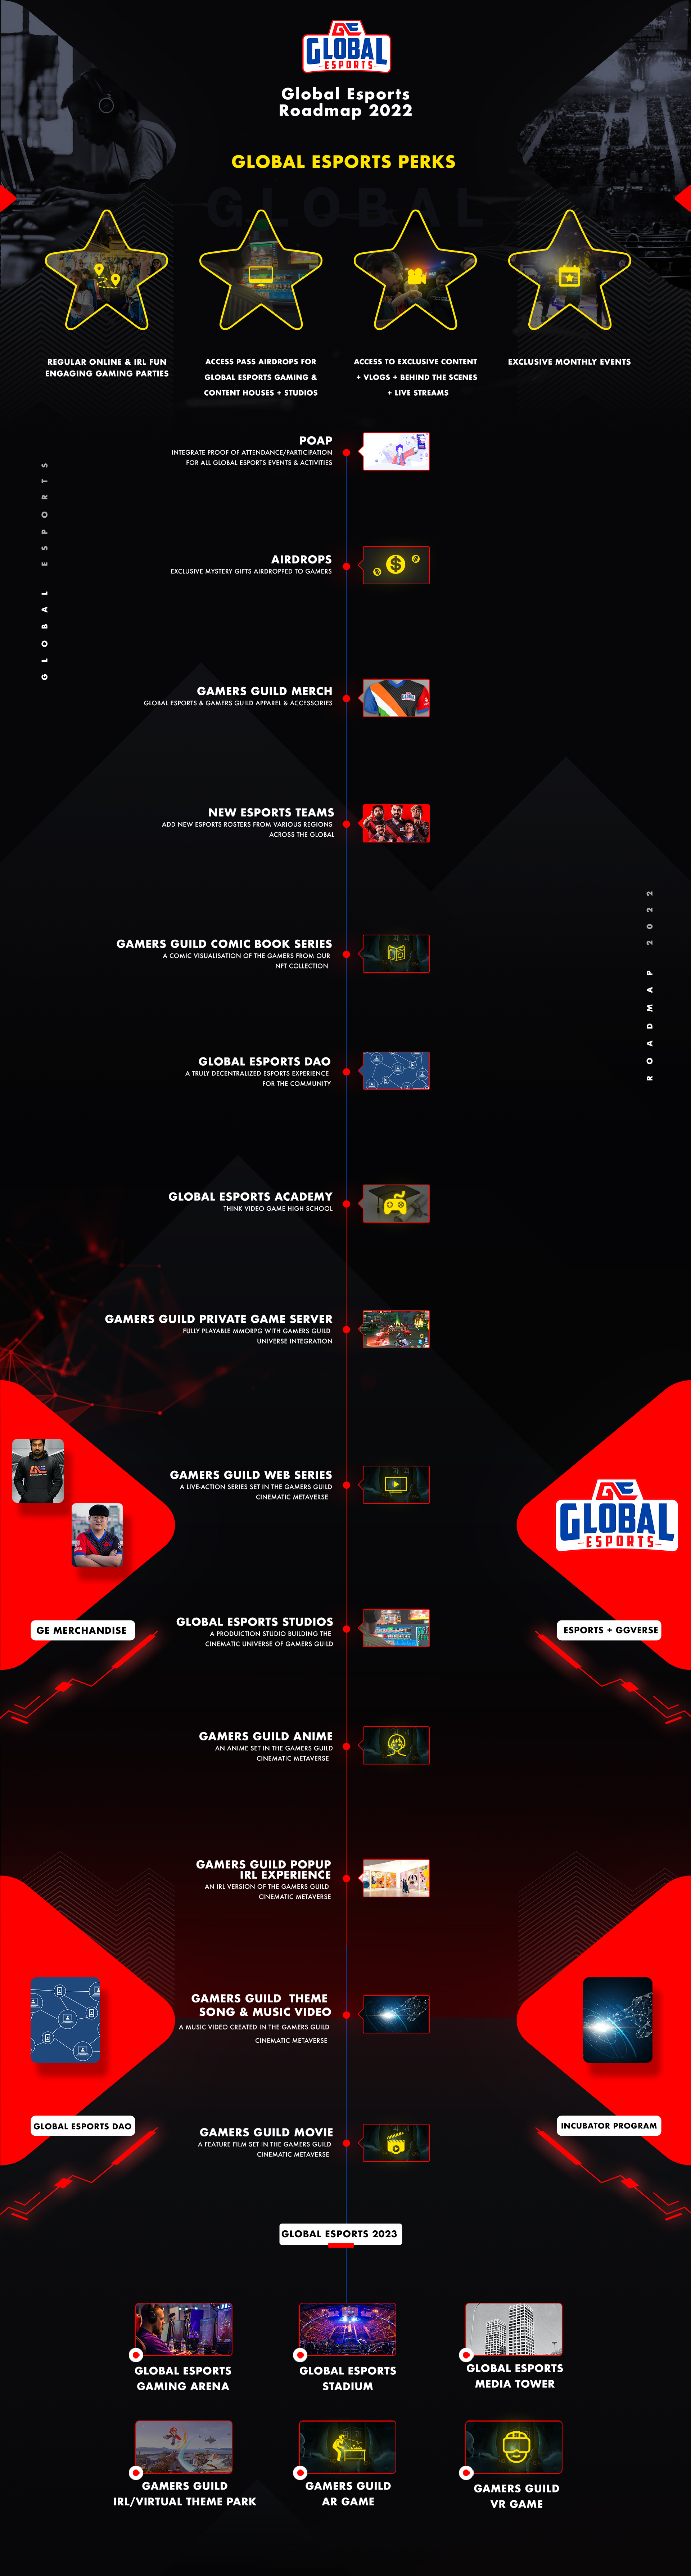 GE
GLOBAL
ESPORTS
Global Esports
Roadmap 2022
GLOBAL ESPORTS PERKS
GLOBAL
REGULAR ONLINE & IRL FUN
ENGAGING GAMING PARTIES
ACCESS PASS AIRDROPS FOR
GLOBAL ESPORTS GAMING &
CONTENT HOUSES + STUDIOS
ACCESS TO EXCLUSIVE CONTENT
+ VLOGS + BEHIND THE SCENES
+ LIVE STREAMS
EXCLUSIVE MONTHLY EVENTS
GLOBAL ESPORTS
POAP
INTEGRATE PROOF OF ATTENDANCE/PARTICIPATION
FOR ALL GLOBAL ESPORTS EVENTS & ACTIVITIES
AIRDROPS
EXCLUSIVE MYSTERY GIFTS AIRDROPPED TO GAMERS
$
GAMERS GUILD MERCH
GLOBAL ESPORTS & GAMERS GUILD APPAREL & ACCESSORIES
GLOBAL
NEW ESPORTS TEAMS
ADD NEW ESPORTS ROSTERS FROM VARIOUS REGIONS
ACROSS THE GLOBAL
ROADMAP 2022
GAMERS GUILD COMIC BOOK SERIES
A COMIC VISUALISATION OF THE GAMERS FROM OUR
NFT COLLECTION
GLOBAL ESPORTS DAO
A TRULY DECENTRALIZED ESPORTS EXPERIENCE
FOR THE COMMUNITY
GLOBAL ESPORTS ACADEMY
THINK VIDEO GAME HIGH SCHOOL
GAMERS GUILD PRIVATE GAME SERVER
FULLY PLAYABLE MMORPG WITH GAMERS GUILD
UNIVERSE INTEGRATION
GAMERS GUILD WEB SERIES
A LIVE-ACTION SERIES SET IN THE GAMERS GUILD
CINEMATIC METAVERSE
GE
GLOBAL
ESPORTS
GE MERCHANDISE
GLOBAL ESPORTS STUDIOS
A PRODUICTION STUDIO BUILDING THE
CINEMATIC UNIVERSE OF GAMERS GUILD
ESPORTS + GGVERSE
GAMERS GUILD ANIME
AN ANIME SET IN THE GAMERS GUILD
CINEMATIC METAVERSE
GAMERS GUILD POPUP
IRL EXPERIENCE
AN IRL VERSION OF THE GAMERS GUILD
CINEMATIC METAVERSE
GAMERS GUILD THEME
SONG & MUSIC VIDEO
A MUSIC VIDEO CREATED IN THE GAMERS GUILD
CINEMATIC METAVERSE
GLOBAL ESPORTS DAO
INCUBATOR PROGRAM
GAMERS GUILD MOVIE
A FEATURE FILM SET IN THE GAMERS GUILD
CINEMATIC METAVERSE
GLOBAL ESPORTS 2023
GLOBAL ESPORTS
GAMING ARENA
GLOBAL ESPORTS
STADIUM
GLOBAL ESPORTS
MEDIA TOWER
GAMERS GUILD
IRL/VIRTUAL THEME PARK
GAMERS GUILD
AR GAME
GAMERS GUILD
VR GAME